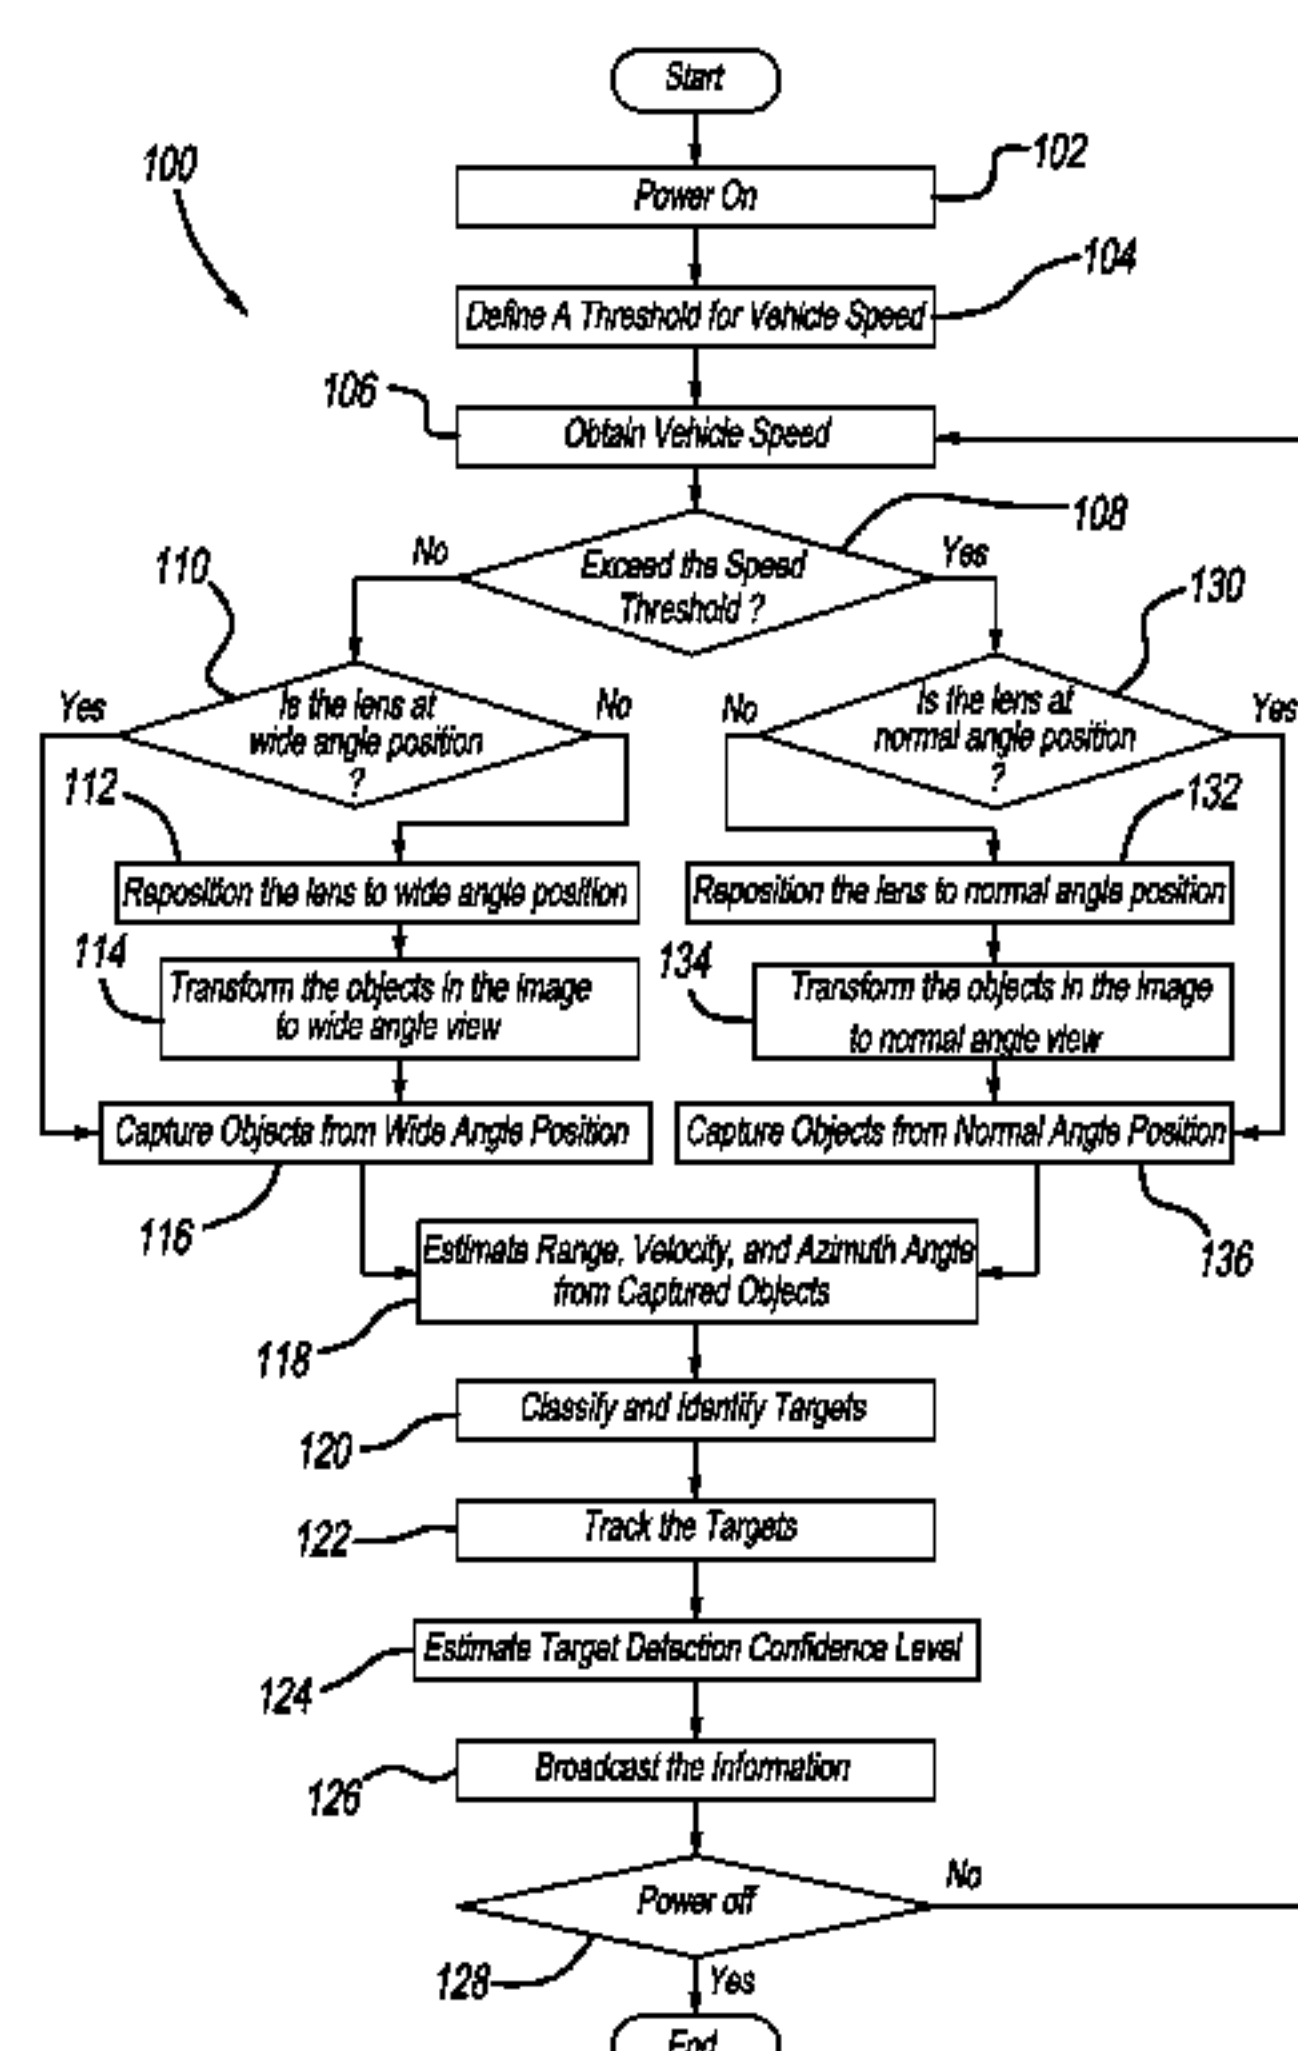 Start
100
Power On
102
Define A Threshold for Vehicle Speed
104
106
Obtain Vehicle Speed
108
No
Exceed the Speed
Threshold ?
Yes
110
130
Yes
Is the lens at
wide angle position
?
No
No
Is the lens at
normal angle position
?
Yes
112
132
Reposition the lens to wide angle position
Reposition the lens to normal angle position
114
134
Transform the objects in the image
to wide angle view
Transform the objects in the image
to normal angle view
Capture Objects from Wide Angle Position
Capture Objects from Normal Angle Position
116
136
Estimate Range, Velocity, and Azimuth Angle
from Captured Objects
118
Classify and Identify Targets
120
Track the Targets
122
Estimate Target Detection Confidence Level
124
Broadcast the Information
126
Power off
No
128
Yes
End